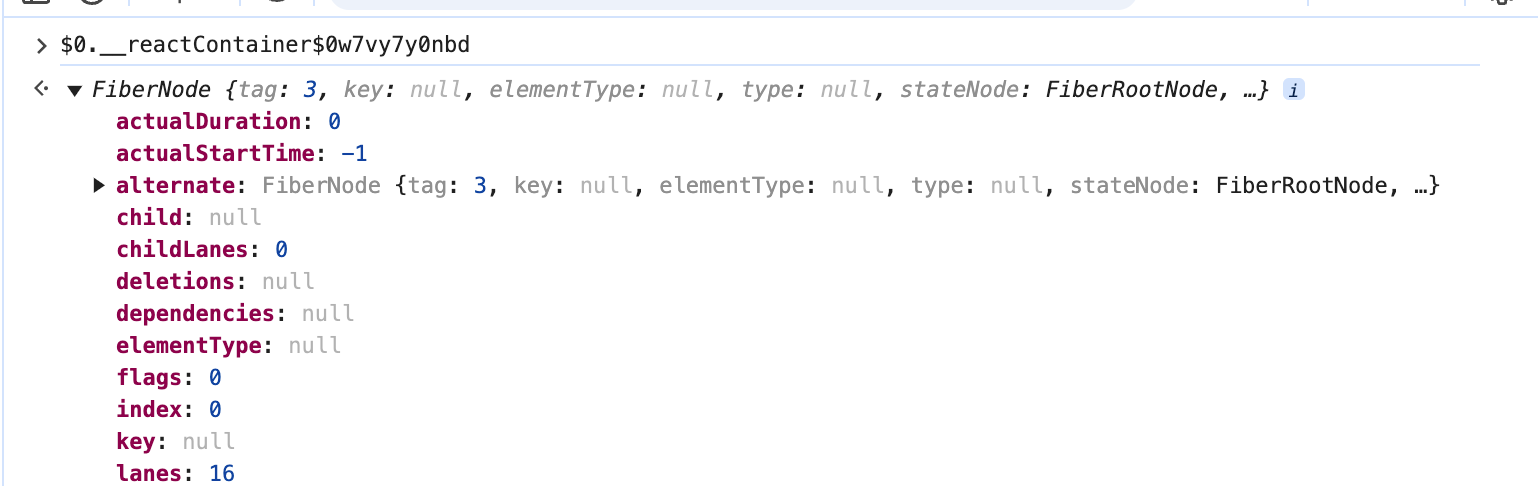 $0.__reactContainer$0w7vy7y0nbd
FiberNode {tag: 3, key: null, elementType: null, type: null, stateNode: FiberRootNode, …} i
actualDuration: 0
actualStartTime: -1
alternate: FiberNode {tag: 3, key: null, elementType: null, type: null, stateNode: FiberRootNode, …}
child: null
childLanes: 0
deletions: null
dependencies: null
elementType: null
flags: 0
index: 0
key: null
lanes: 16